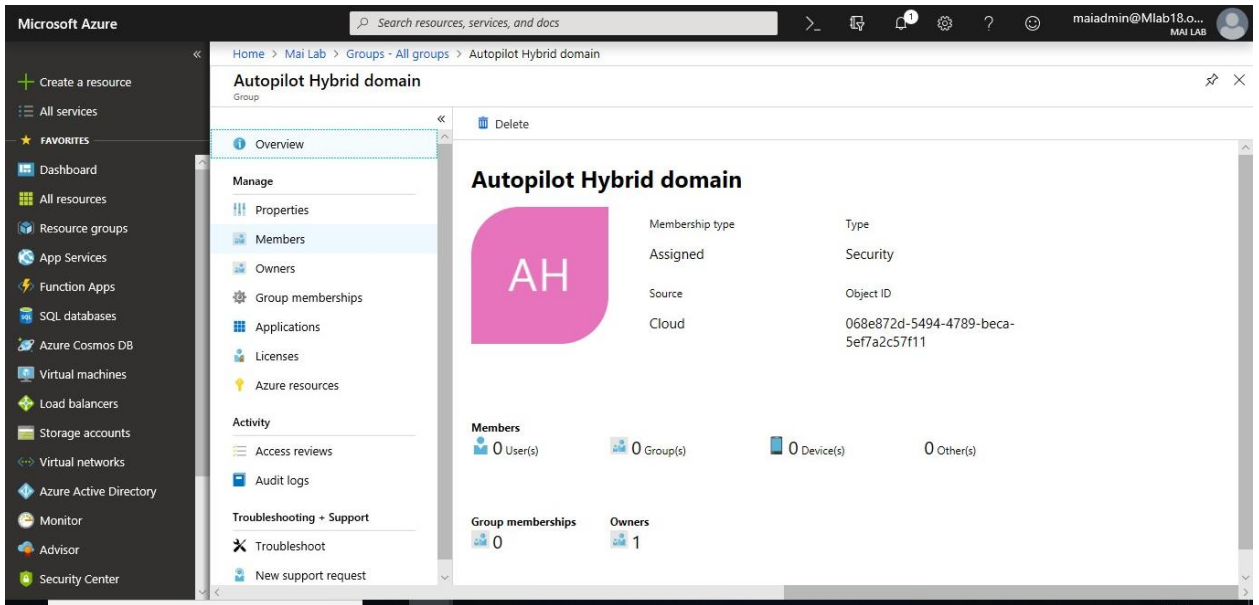 Microsoft Azure
Search resources, services, and docs
1
maiadmin@Mlab18.o...
MAI LAB
Home > Mai Lab > Groups - All groups > Autopilot Hybrid domain
Create a resource
All services
FAVORITES
Dashboard
All resources
Resource groups
App Services
Function Apps
SQL databases
Azure Cosmos DB
Virtual machines
Load balancers
Storage accounts
Virtual networks
Azure Active Directory
Monitor
Advisor
Security Center
Autopilot Hybrid domain
Group
Overview
Manage
Properties
Members
Owners
Group memberships
Applications
Licenses
Azure resources
Activity
Access reviews
Audit logs
Troubleshooting + Support
Troubleshoot
New support request
Delete
Autopilot Hybrid domain
AH
Membership type
Type
Assigned
Security
Source
Object ID
Cloud
068e872d-5494-4789-beca-
5ef7a2c57f11
Members
0 User(s)
0 Group(s)
0 Device(s)
0 Other(s)
Group memberships
Owners
0
1